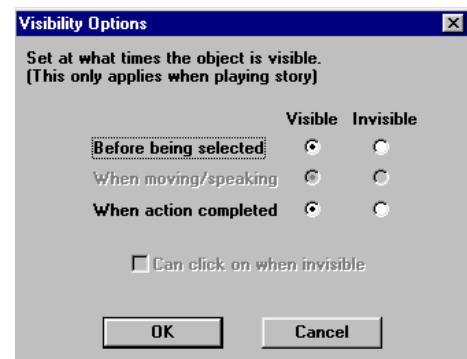 Visibility Options
Set at what times the object is visible.
(This only applies when playing story)
Visible Invisible
Before being selected
When moving/speaking
When action completed
Can click on when invisible
OK Cancel